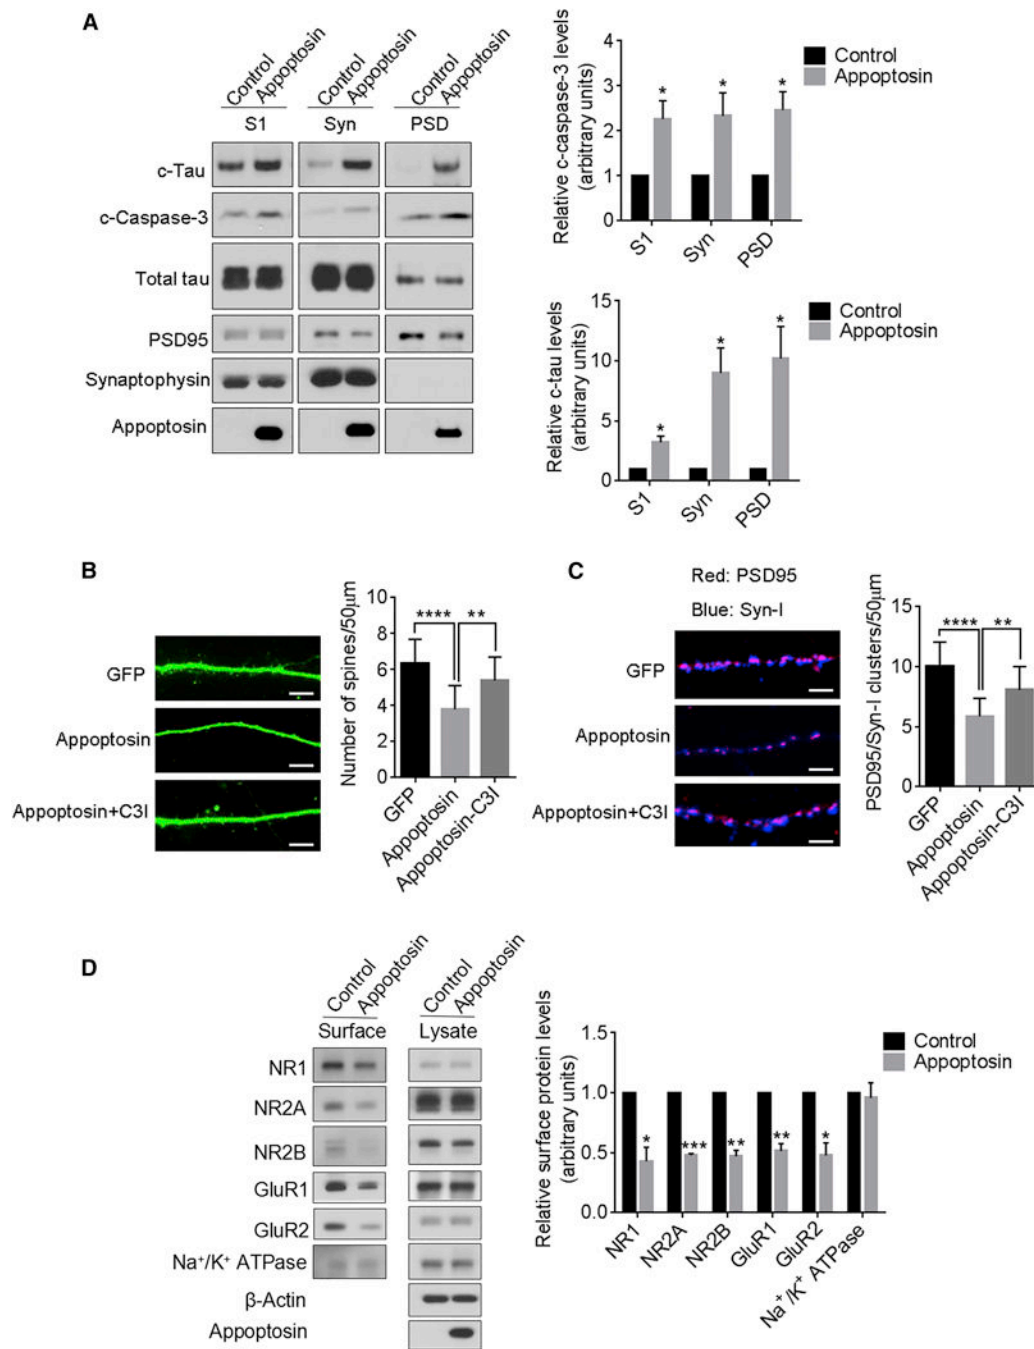 A
Control
Appoptosin
Control
Appoptosin
Control
Appoptosin
S1
Syn
PSD
c-Tau
c-Caspase-3
Total tau
PSD95
Synaptophysin
Appoptosin
Relative c-caspase-3 levels
(arbitrary units)
4
3
2
1
0
*
*
*
S1
Syn
PSD
Control
Appoptosin
Relative c-tau levels
(arbitrary units)
15
10
5
0
*
*
*
S1
Syn
PSD
Control
Appoptosin
B
GFP
Appoptosin
Appoptosin+C3I
Number of spines/50μm
10
8
6
4
2
0
****
**
GFP
Appoptosin
Appoptosin-C3I
C
Red: PSD95
Blue: Syn-I
GFP
Appoptosin
Appoptosin+C3I
PSD95/Syn-I clusters/50μm
15
10
5
0
****
**
GFP
Appoptosin
Appoptosin-C3I
D
Control
Appoptosin
Control
Appoptosin
Surface
Lysate
NR1
NR2A
NR2B
GluR1
GluR2
Na⁺/K⁺ ATPase
β-Actin
Appoptosin
Relative surface protein levels
(arbitrary units)
1.5
1.0
0.5
0.0
*
***
**
**
*
NR1
NR2A
NR2B
GluR1
GluR2
Na⁺/K⁺ ATPase
Control
Appoptosin